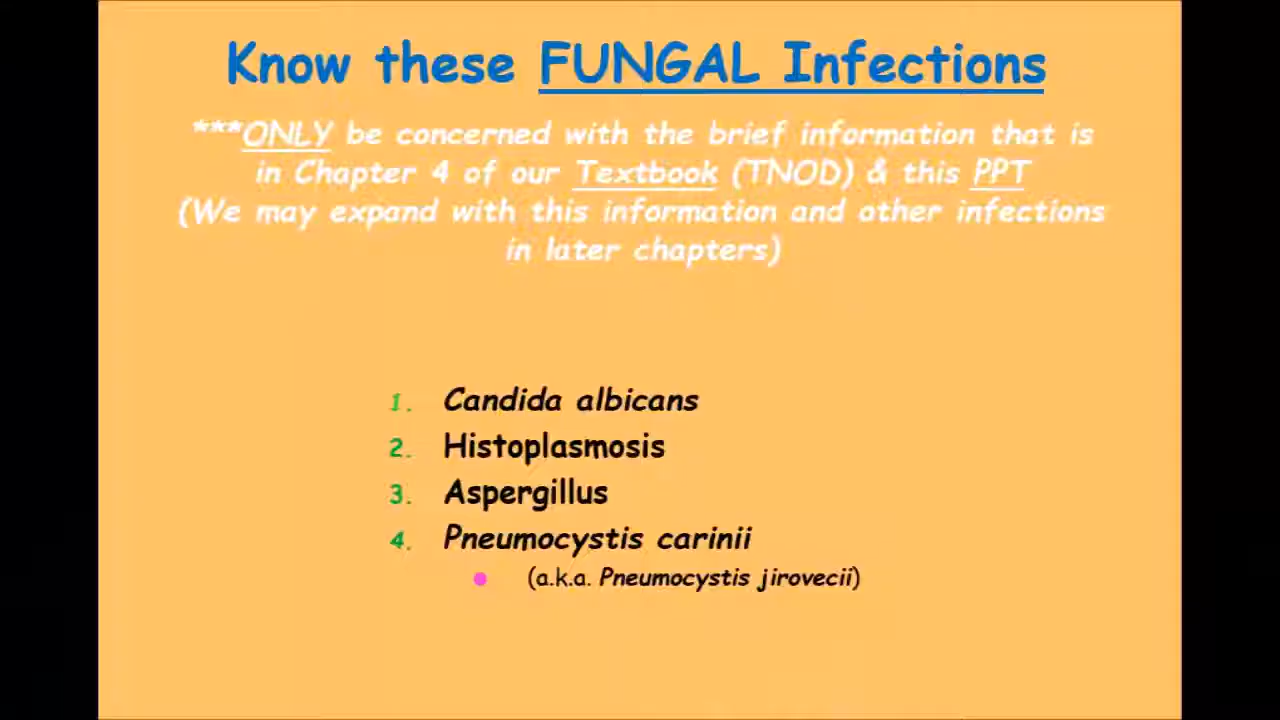 Know these FUNGAL Infections
***ONLY be concerned with the brief information that is
in Chapter 4 of our Textbook (TNOD) & this PPT
(We may expand with this information and other infections
in later chapters)
1. Candida albicans
2. Histoplasmosis
3. Aspergillus
4. Pneumocystis carinii
• (a.k.a. Pneumocystis jirovecii)